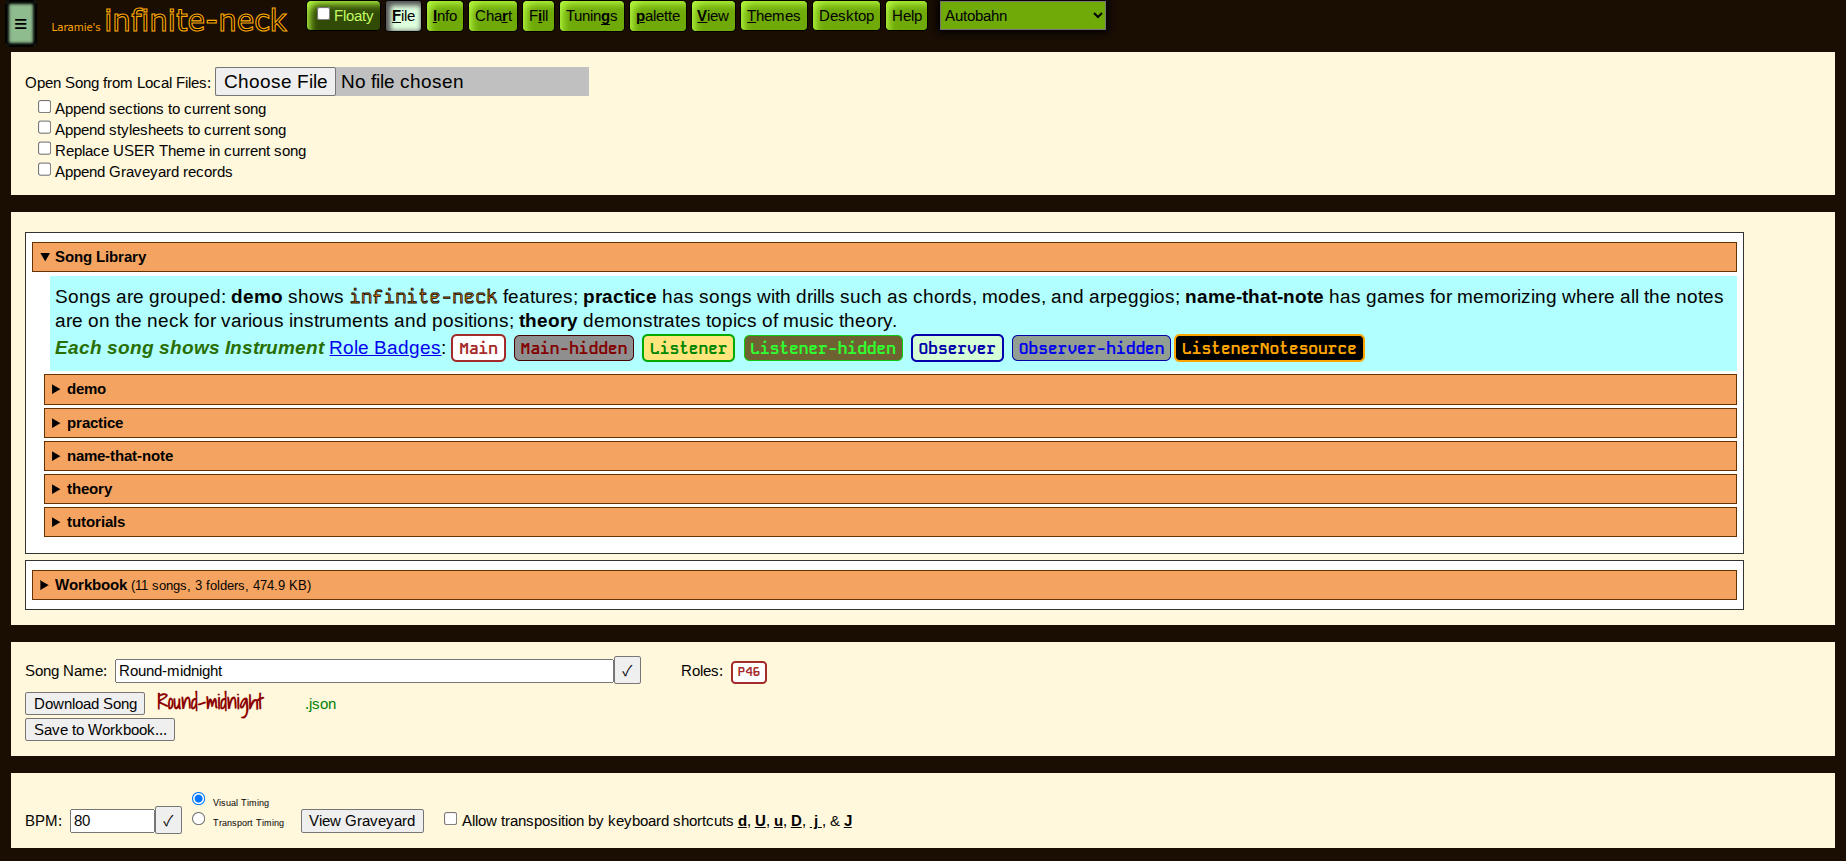 ≡ Laramie's infinite-neck Floaty File Info Chart Fill Tunings palette View Themes Desktop Help Autobahn
Open Song from Local Files: Choose File No file chosen
Append sections to current song
Append stylesheets to current song
Replace USER Theme in current song
Append Graveyard records
▼ Song Library
Songs are grouped: demo shows infinite-neck features; practice has songs with drills such as chords, modes, and arpeggios; name-that-note has games for memorizing where all the notes
are on the neck for various instruments and positions; theory demonstrates topics of music theory.
Each song shows Instrument Role Badges: Main Main-hidden Listener Listener-hidden Observer Observer-hidden ListenerNotesource
▶ demo
▶ practice
▶ name-that-note
▶ theory
▶ tutorials
▶ Workbook (11 songs, 3 folders, 474.9 KB)
Song Name: Round-midnight ✓ Roles: P46
Download Song Round-midnight .json
Save to Workbook...
Visual Timing
BPM: 80 ✓ Transport Timing View Graveyard Allow transposition by keyboard shortcuts d, U, u, D, j , & J